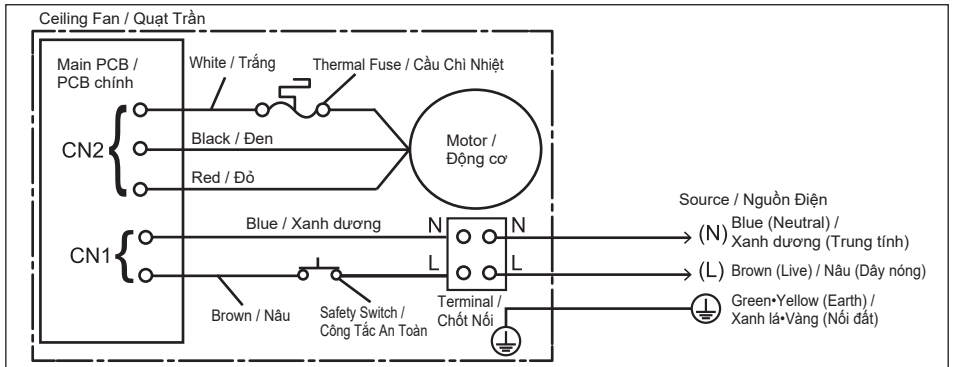 Ceiling Fan / Quạt Trần
Main PCB /
PCB chính
White / Trắng
Thermal Fuse / Cầu Chì Nhiệt
CN2
Black / Đen
Red / Đỏ
Motor /
Động cơ
CN1
Blue / Xanh dương
N
N
L
L
Brown / Nâu
Safety Switch /
Công Tắc An Toàn
Terminal /
Chốt Nối
Source / Nguồn Điện
(N) Blue (Neutral) /
Xanh dương (Trung tính)
(L) Brown (Live) / Nâu (Dây nóng)
Green•Yellow (Earth) /
Xanh lá•Vàng (Nối đất)